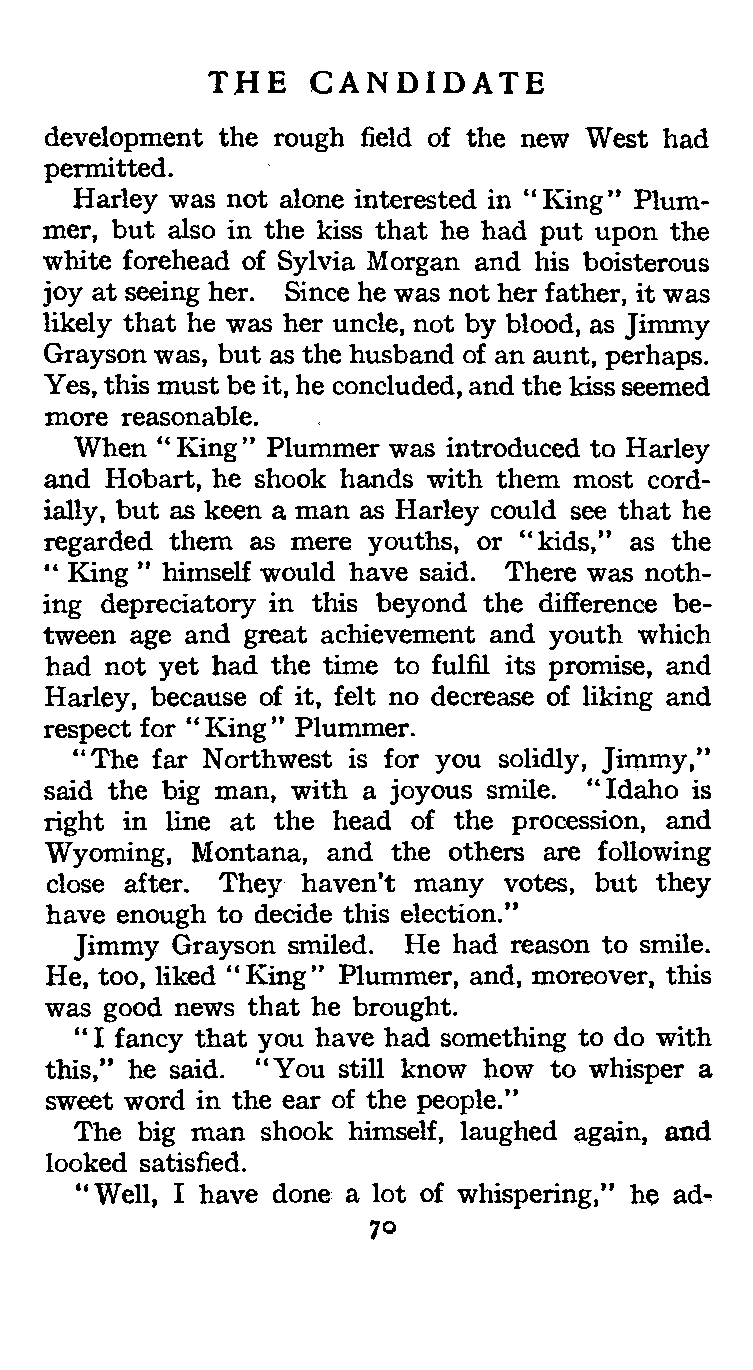 THE CANDIDATE
development the rough field of the new West had
permitted.
Harley was not alone interested in "King" Plum-
mer, but also in the kiss that he had put upon the
white forehead of Sylvia Morgan and his boisterous
joy at seeing her. Since he was not her father, it was
likely that he was her uncle, not by blood, as Jimmy
Grayson was, but as the husband of an aunt, perhaps.
Yes, this must be it, he concluded, and the kiss seemed
more reasonable.
When "King" Plummer was introduced to Harley
and Hobart, he shook hands with them most cord-
ially, but as keen a man as Harley could see that he
regarded them as mere youths, or "kids," as the
"King" himself would have said. There was noth-
ing depreciatory in this beyond the difference be-
tween age and great achievement and youth which
had not yet had the time to fulfil its promise, and
Harley, because of it, felt no decrease of liking and
respect for "King" Plummer.
"The far Northwest is for you solidly, Jimmy,"
said the big man, with a joyous smile. "Idaho is
right in line at the head of the procession, and
Wyoming, Montana, and the others are following
close after. They haven't many votes, but they
have enough to decide this election."
Jimmy Grayson smiled. He had reason to smile.
He, too, liked "King" Plummer, and, moreover, this
was good news that he brought.
"I fancy that you have had something to do with
this," he said. "You still know how to whisper a
sweet word in the ear of the people."
The big man shook himself, laughed again, and
looked satisfied.
"Well, I have done a lot of whispering," he ad-
70